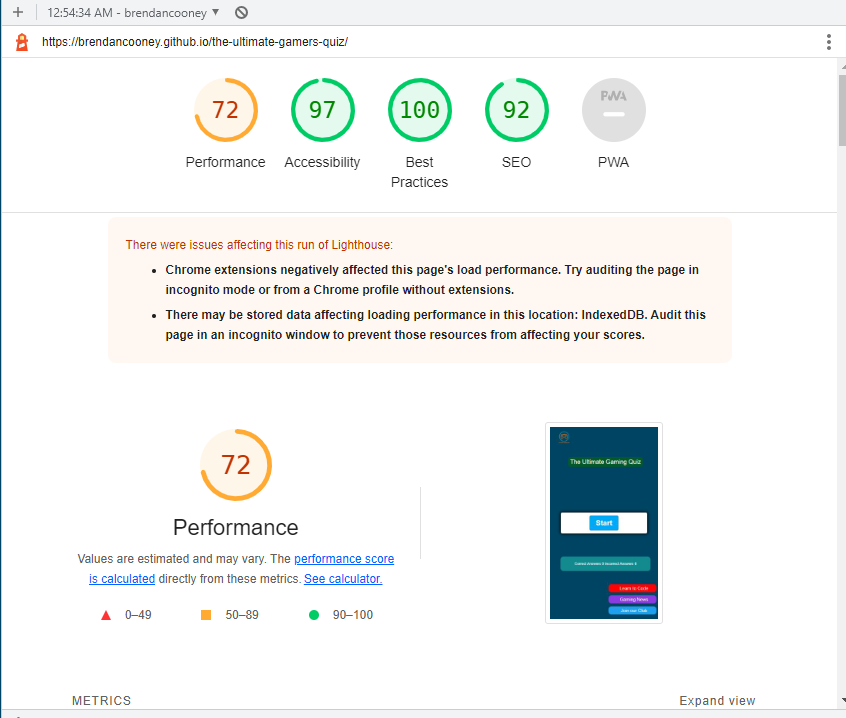 12:54:34 AM - brendancooney
https://brendancooney.github.io/the-ultimate-gamers-quiz/
72 97 100 92 PWA
Performance Accessibility Best SEO PWA
Practices
There were issues affecting this run of Lighthouse:
• Chrome extensions negatively affected this page's load performance. Try auditing the page in
incognito mode or from a Chrome profile without extensions.
• There may be stored data affecting loading performance in this location: IndexedDB. Audit this
page in an incognito window to prevent those resources from affecting your scores.
72
Performance
Values are estimated and may vary. The performance score
is calculated directly from these metrics. See calculator.
0–49 50–89 90–100
The Ultimate Gaming Quiz
Start
Learn to Code
Gaming News
Join our Club
METRICS Expand view